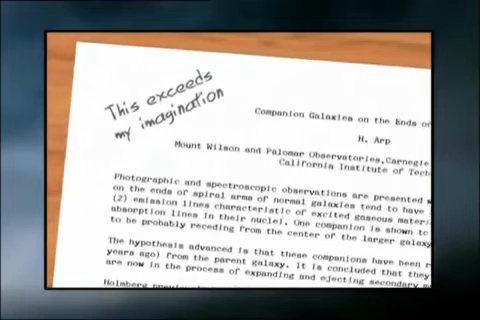 This exceeds
my imagination
Companion Galaxies on the Ends of
H. Arp
Mount Wilson and Palomar Observatories, Carnegie
California Institute of Tech
Photographic and spectroscopic observations are presented
on the ends of spiral arms of normal galaxies tend to have
(2) emission lines characteristic of excited gaseous materi
absorption lines in their nuclei. One companion is shown to
to be probably receding from the center of the larger galaxy
The hypothesis advanced is that these companions have been r
years ago) from the parent galaxy. it is concluded that they
are now in the process of expanding and ejecting secondary m
Holmberg